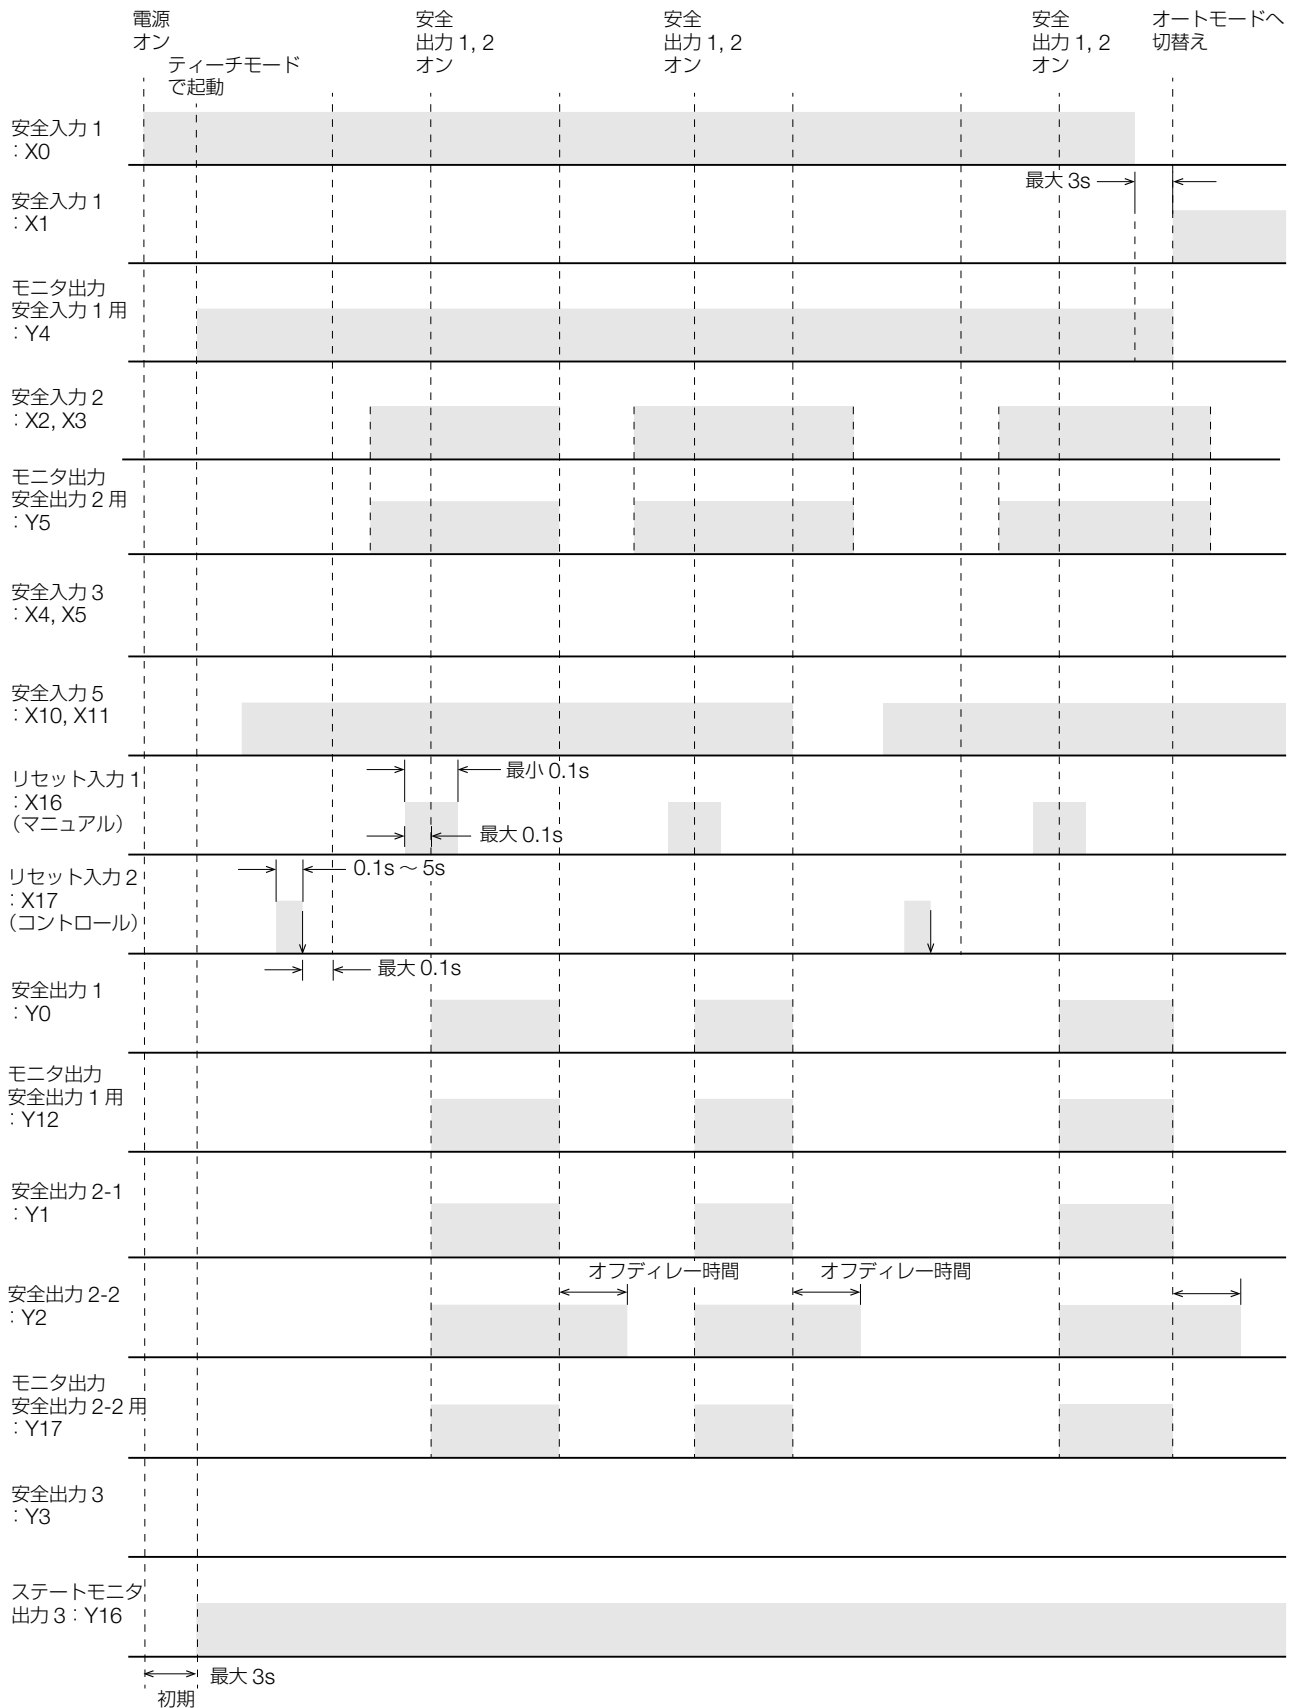 電源
オン
ティーチモード
で起動
安全
出力 1, 2
オン
安全
出力 1, 2
オン
安全
出力 1, 2
オン
オートモードへ
切替え
安全入力 1
: X0
最大 3s
安全入力 1
: X1
モニタ出力
安全入力 1 用
: Y4
安全入力 2
: X2, X3
モニタ出力
安全出力 2 用
: Y5
安全入力 3
: X4, X5
安全入力 5
: X10, X11
リセット入力 1
: X16
（マニュアル）
最小 0.1s
最大 0.1s
リセット入力 2
: X17
（コントロール）
0.1s ～ 5s
最大 0.1s
安全出力 1
: Y0
モニタ出力
安全出力 1 用
: Y12
安全出力 2-1
: Y1
安全出力 2-2
: Y2
オフディレー時間
オフディレー時間
モニタ出力
安全出力 2-2 用
: Y17
安全出力 3
: Y3
ステートモニタ
出力 3 : Y16
最大 3s
初期